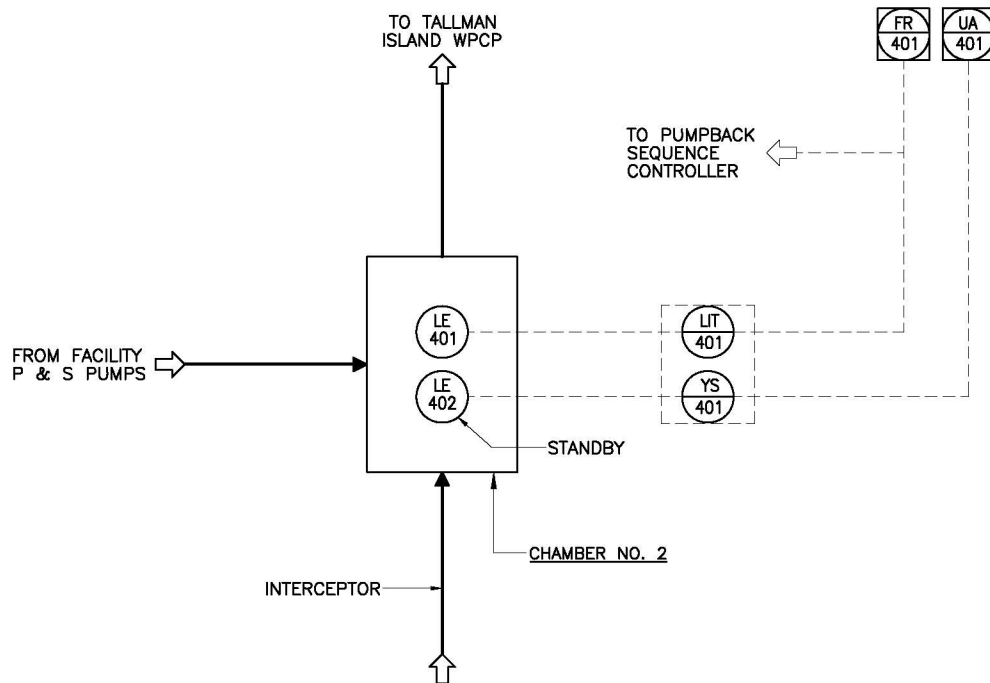 TO TALLMAN
ISLAND WPCP
FR
401
UA
401
TO PUMPBACK
SEQUENCE
CONTROLLER
LE
401
LIT
401
FROM FACILITY
P & S PUMPS
LE
402
YS
401
STANDBY
CHAMBER NO. 2
INTERCEPTOR